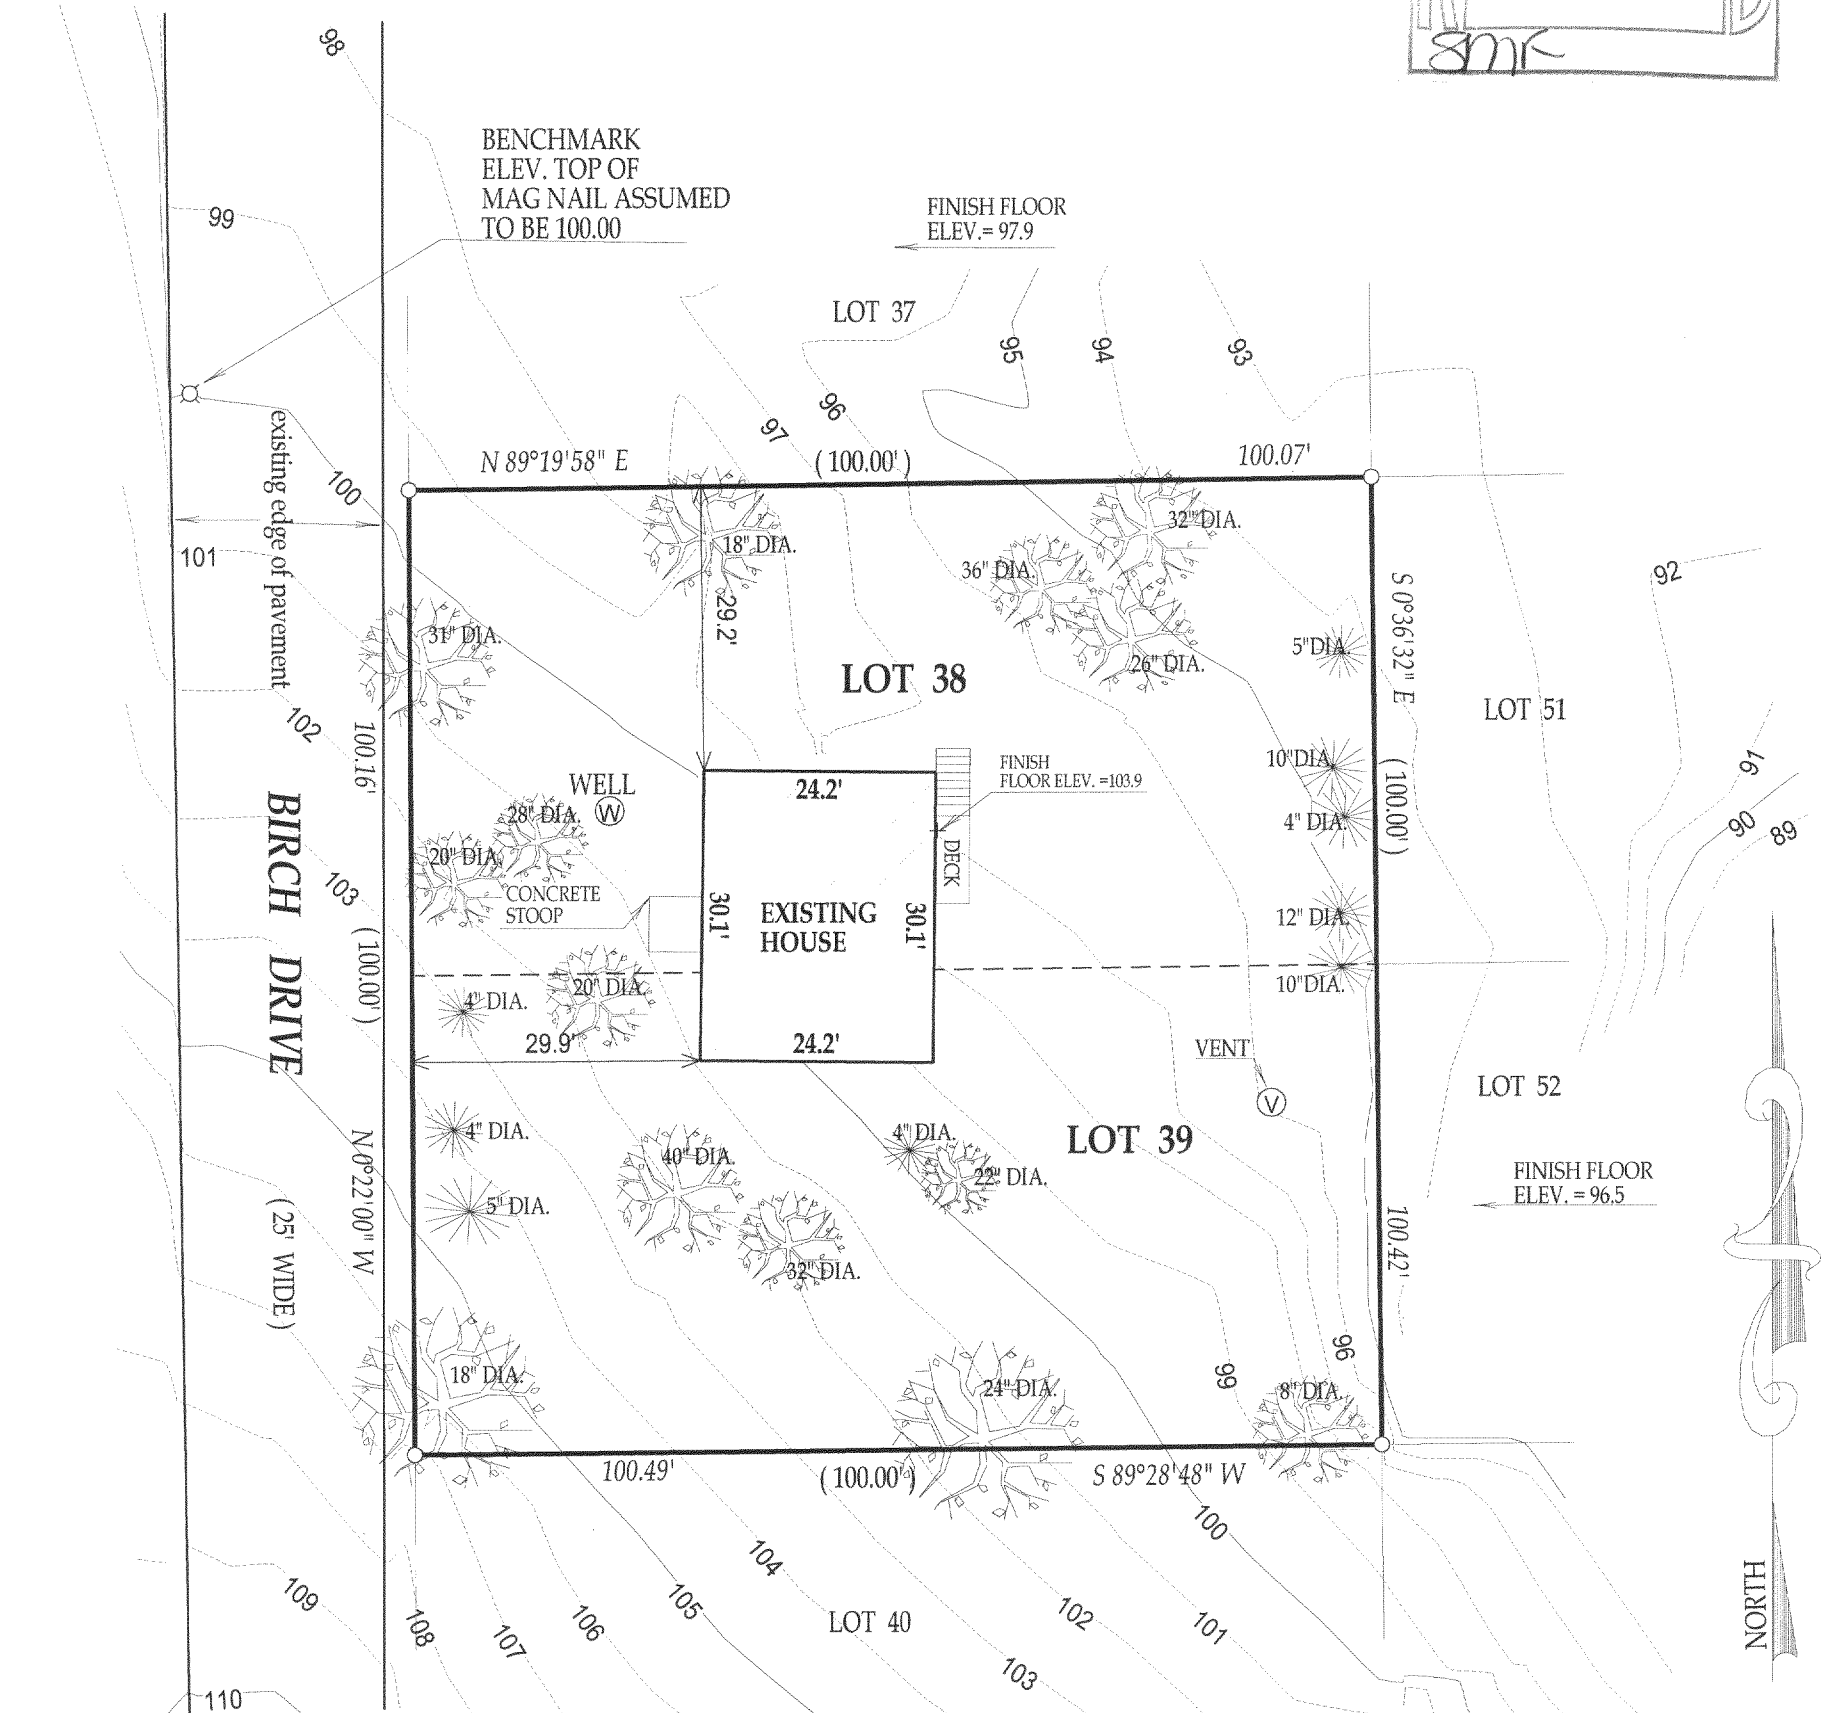 98
BENCHMARK
ELEV. TOP OF
MAG NAIL ASSUMED
TO BE 100.00
99
FINISH FLOOR
ELEV.= 97.9
LOT 37
95
94
93
96
97
N 89°19'58" E
( 100.00' )
100.07'
100
existing edge of pavement
101
102
103
18" DIA.
32" DIA.
36" DIA.
26" DIA.
5"DIA.
31" DIA.
29.2'
LOT 38
S 0°36'32" E
LOT 51
92
91
90
89
100.16'
WELL
W
28" DIA.
20" DIA.
24.2'
FINISH
FLOOR ELEV. =103.9
DECK
10"DIA.
4" DIA.
( 100.00' )
CONCRETE
STOOP
30.1'
EXISTING
HOUSE
30.1'
12" DIA.
10"DIA.
BIRCH DRIVE
( 100.00' )
4" DIA.
20" DIA.
29.9'
24.2'
VENT
V
LOT 52
N 0°22'00" W
4" DIA.
5" DIA.
40" DIA.
32" DIA.
4" DIA.
22" DIA.
LOT 39
FINISH FLOOR
ELEV. = 96.5
( 25' WIDE )
100.42'
18" DIA.
24" DIA.
8" DIA.
99
96
100.49'
( 100.00' )
S 89°28'48" W
100
104
105
106
107
108
109
110
LOT 40
103
102
101
NORTH